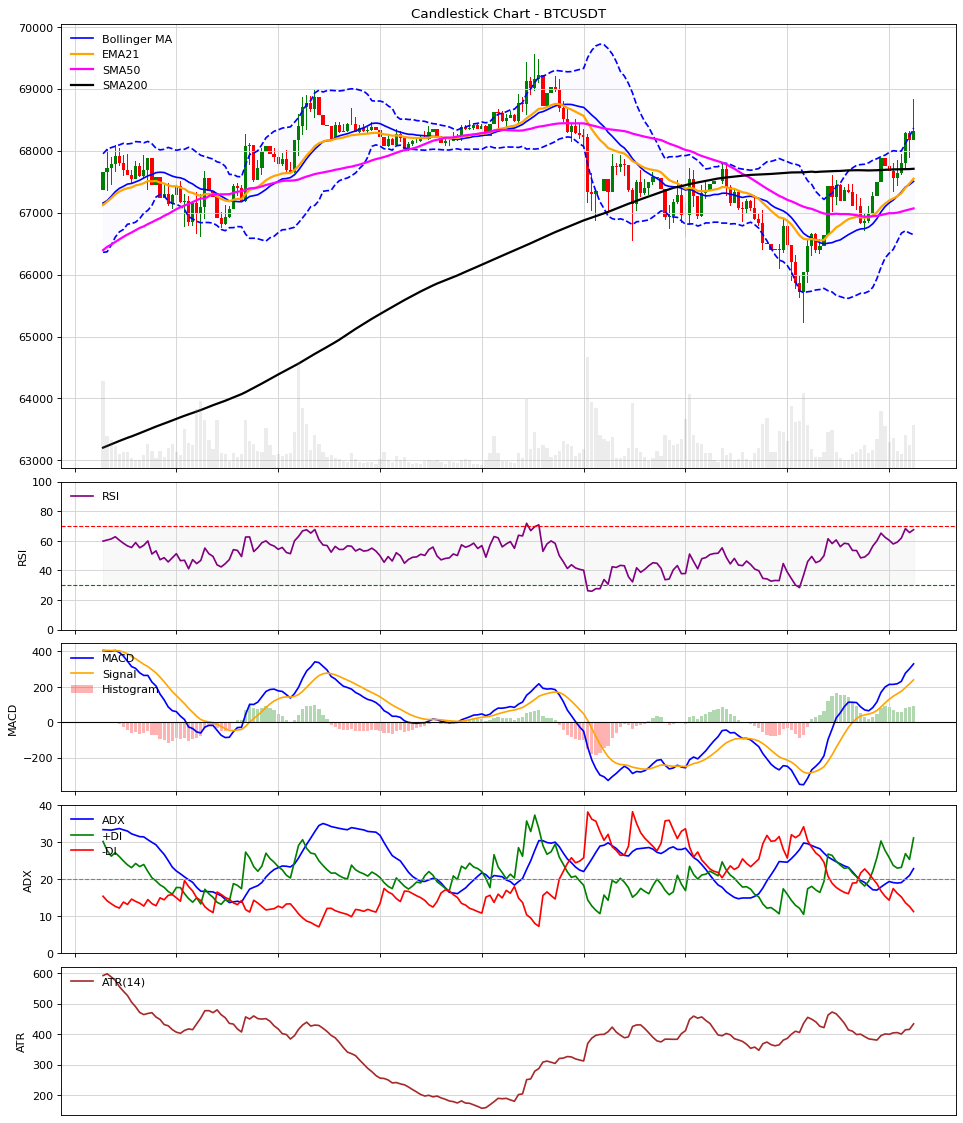 Candlestick Chart - BTCUSDT
70000
69000
68000
67000
66000
65000
64000
63000
Bollinger MA
EMA21
SMA50
SMA200
100
80
60
40
20
0
RSI
RSI
400
200
0
−200
MACD
MACD
Signal
Histogram
40
30
20
10
0
ADX
ADX
+DI
-DI
600
500
400
300
200
ATR
ATR(14)